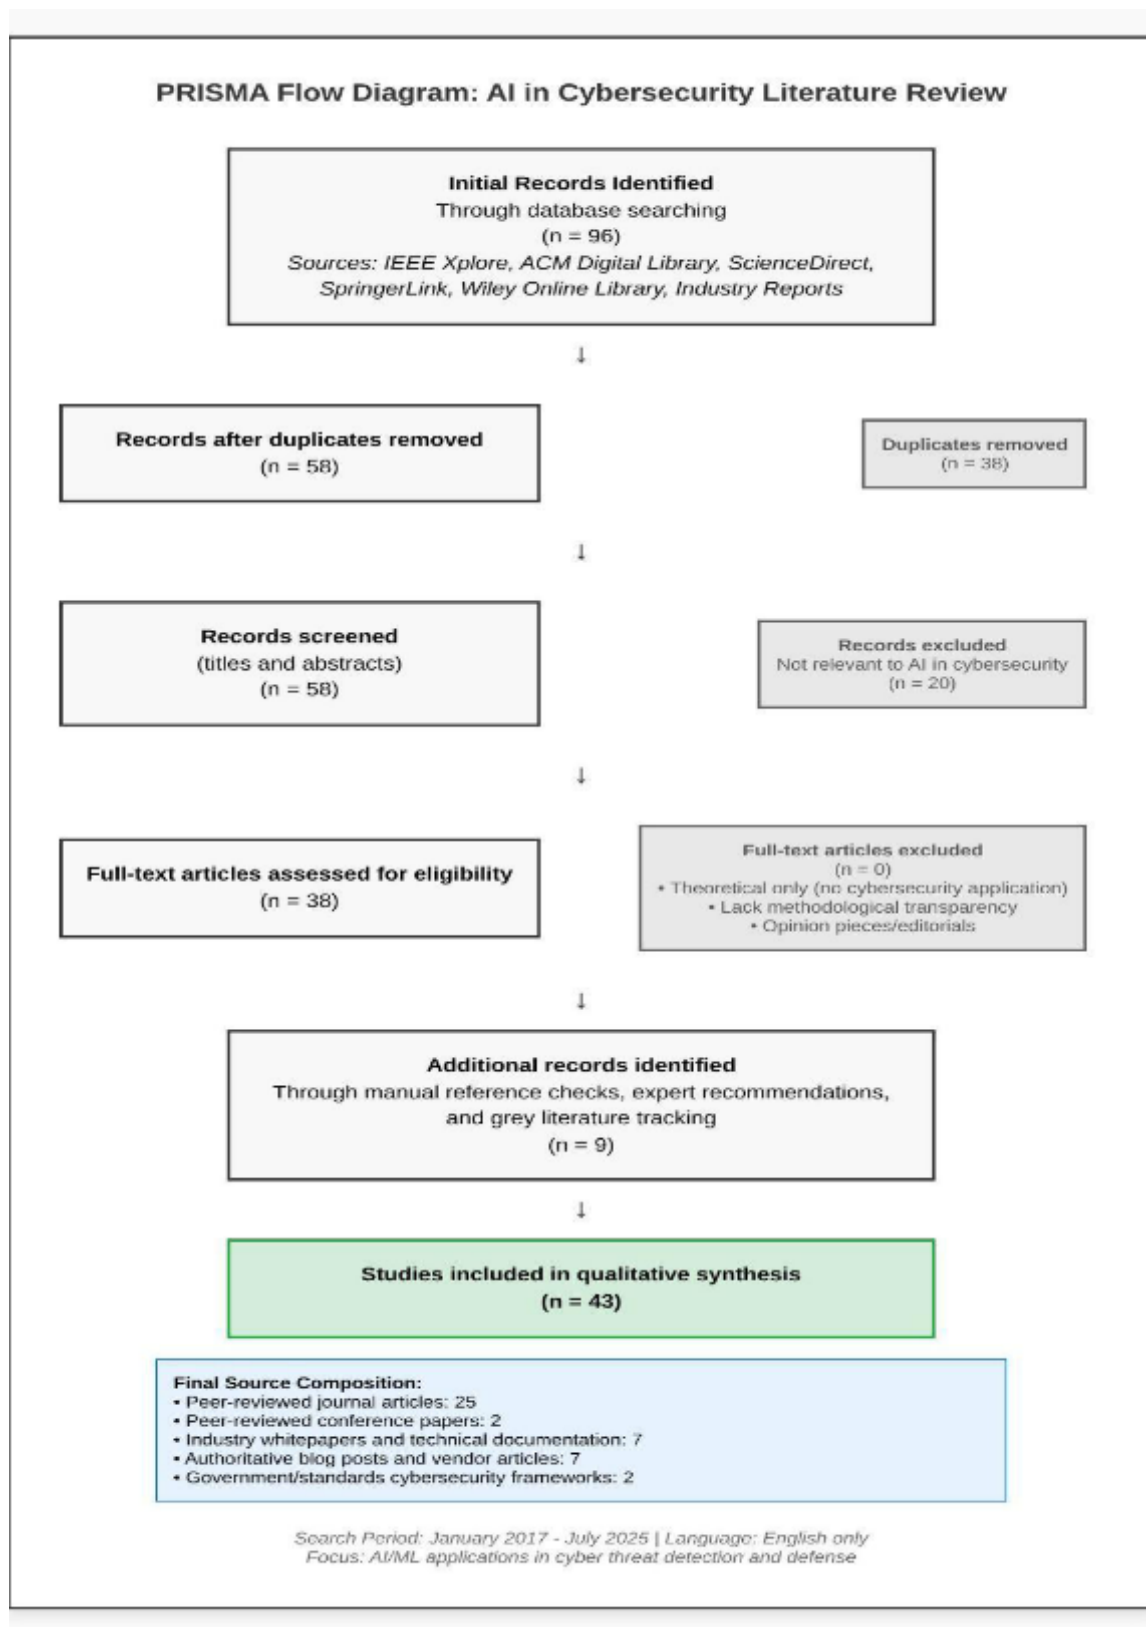 PRISMA Flow Diagram: AI in Cybersecurity Literature Review
Initial Records Identified
Through database searching
(n = 96)
Sources: IEEE Xplore, ACM Digital Library, ScienceDirect,
SpringerLink, Wiley Online Library, Industry Reports
↓
Records after duplicates removed
(n = 58)
Duplicates removed
(n = 38)
↓
Records screened
(titles and abstracts)
(n = 58)
Records excluded
Not relevant to AI in cybersecurity
(n = 20)
↓
Full-text articles assessed for eligibility
(n = 38)
Full-text articles excluded
(n = 0)
• Theoretical only (no cybersecurity application)
• Lack methodological transparency
• Opinion pieces/editorials
↓
Additional records identified
Through manual reference checks, expert recommendations,
and grey literature tracking
(n = 9)
↓
Studies included in qualitative synthesis
(n = 43)
Final Source Composition:
• Peer-reviewed journal articles: 25
• Peer-reviewed conference papers: 2
• Industry whitepapers and technical documentation: 7
• Authoritative blog posts and vendor articles: 7
• Government/standards cybersecurity frameworks: 2
Search Period: January 2017 - July 2025 | Language: English only
Focus: AI/ML applications in cyber threat detection and defense